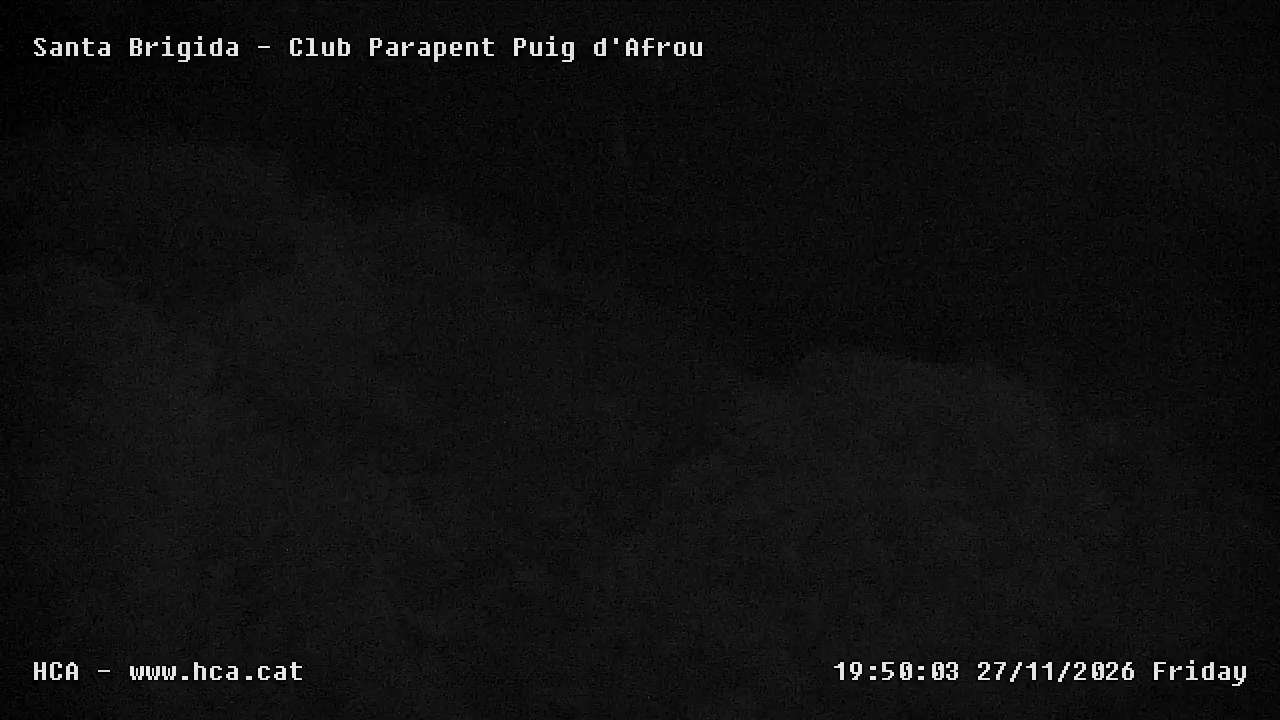 Santa Brigida - Club Parapent Puig d'Afrou
HCA - www.hca.cat
19:50:03 27/11/2026 Friday